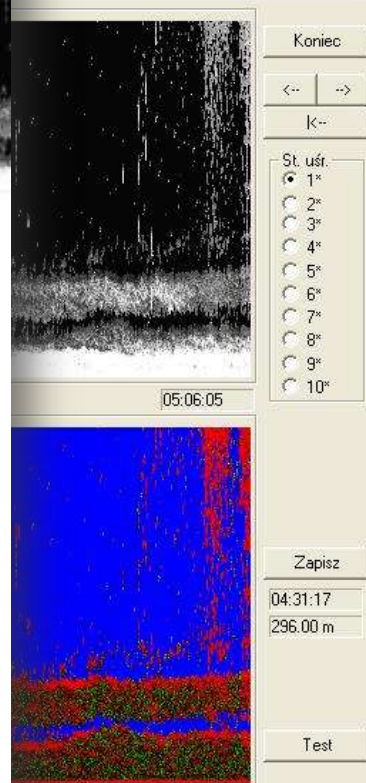 Koniec
<-- -->
|<--
St. uśr.
1*
2*
3*
4*
5*
6*
7*
8*
9*
10*
05:06:05
Zapisz
04:31:17
296.00 m
Test